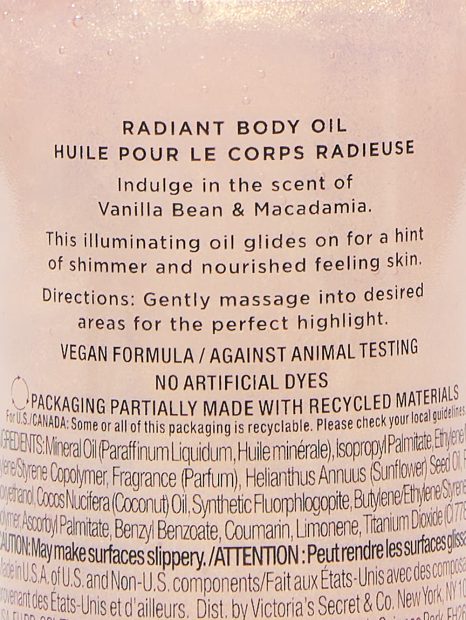 RADIANT BODY OIL
HUILE POUR LE CORPS RADIEUSE
Indulge in the scent of
Vanilla Bean & Macadamia.
This illuminating oil glides on for a hint
of shimmer and nourished feeling skin.
Directions: Gently massage into desired
areas for the perfect highlight.
VEGAN FORMULA / AGAINST ANIMAL TESTING
NO ARTIFICIAL DYES
PACKAGING PARTIALLY MADE WITH RECYCLED MATERIALS
For U.S./CANADA: Some or all of this packaging is recyclable. Please check your local guidelines
Mineral Oil (Paraffinum Liquidum, Huile minérale), Isopropyl Palmitate, Ethylene/
Styrene Copolymer, Fragrance (Parfum), Helianthus Annuus (Sunflower) Seed Oil,
Cocos Nucifera (Coconut) Oil, Synthetic Fluorphlogopite, Butylene/Ethylene/Styrene
Ascorbyl Palmitate, Benzyl Benzoate, Coumarin, Limonene, Titanium Dioxide
May make surfaces slippery. /ATTENTION : Peut rendre les surfaces
in U.S.A. of U.S. and Non-U.S. components/Fait aux États-Unis avec des
des États-Unis et d'ailleurs. Dist. by Victoria's Secret & Co. New York, NY